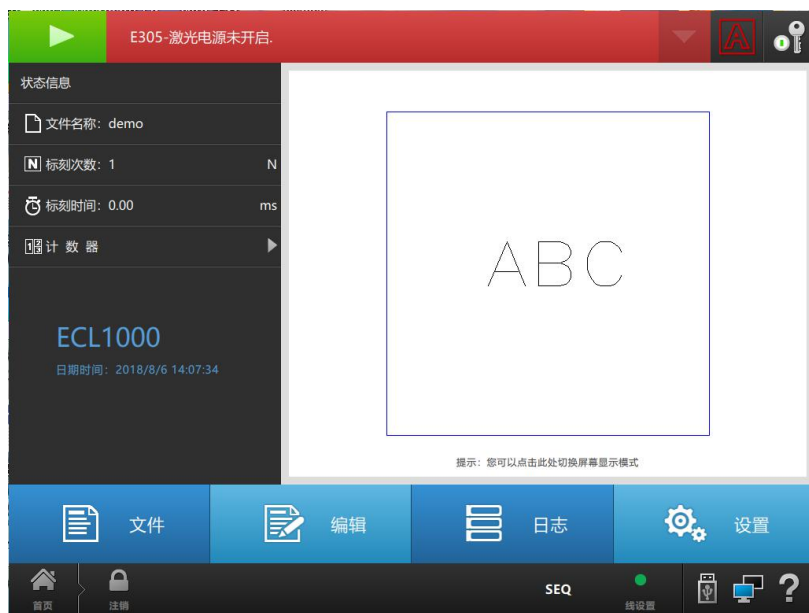 E305-激光电源未开启.
状态信息
文件名称: demo
N 标刻次数: 1 N
标刻时间: 0.00 ms
计 数 器
ECL1000
日期时间: 2018/8/6 14:07:34
ABC
提示: 您可以点击此处切换屏幕显示模式
文件 编辑 日志 设置
首页 注销 SEQ 线设置 ?